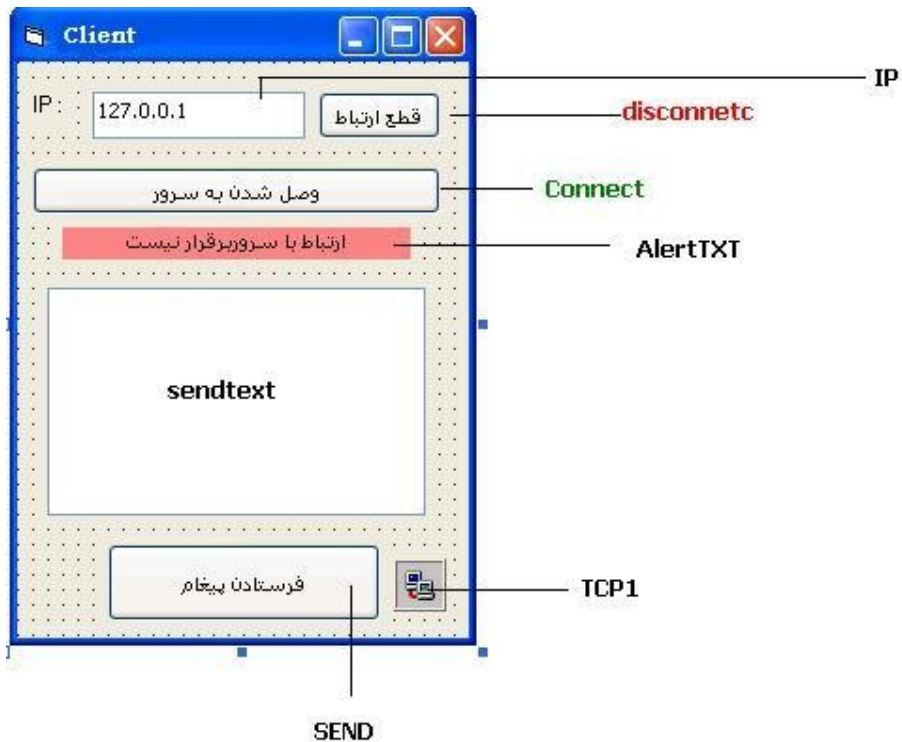 Client
IP
IP :
127.0.0.1
قطع ارتباط
disconnetc
وصل شدن به سرور
Connect
ارتباط با سروربرقرار نیست
AlertTXT
sendtext
فرستادن پیغام
TCP1
SEND